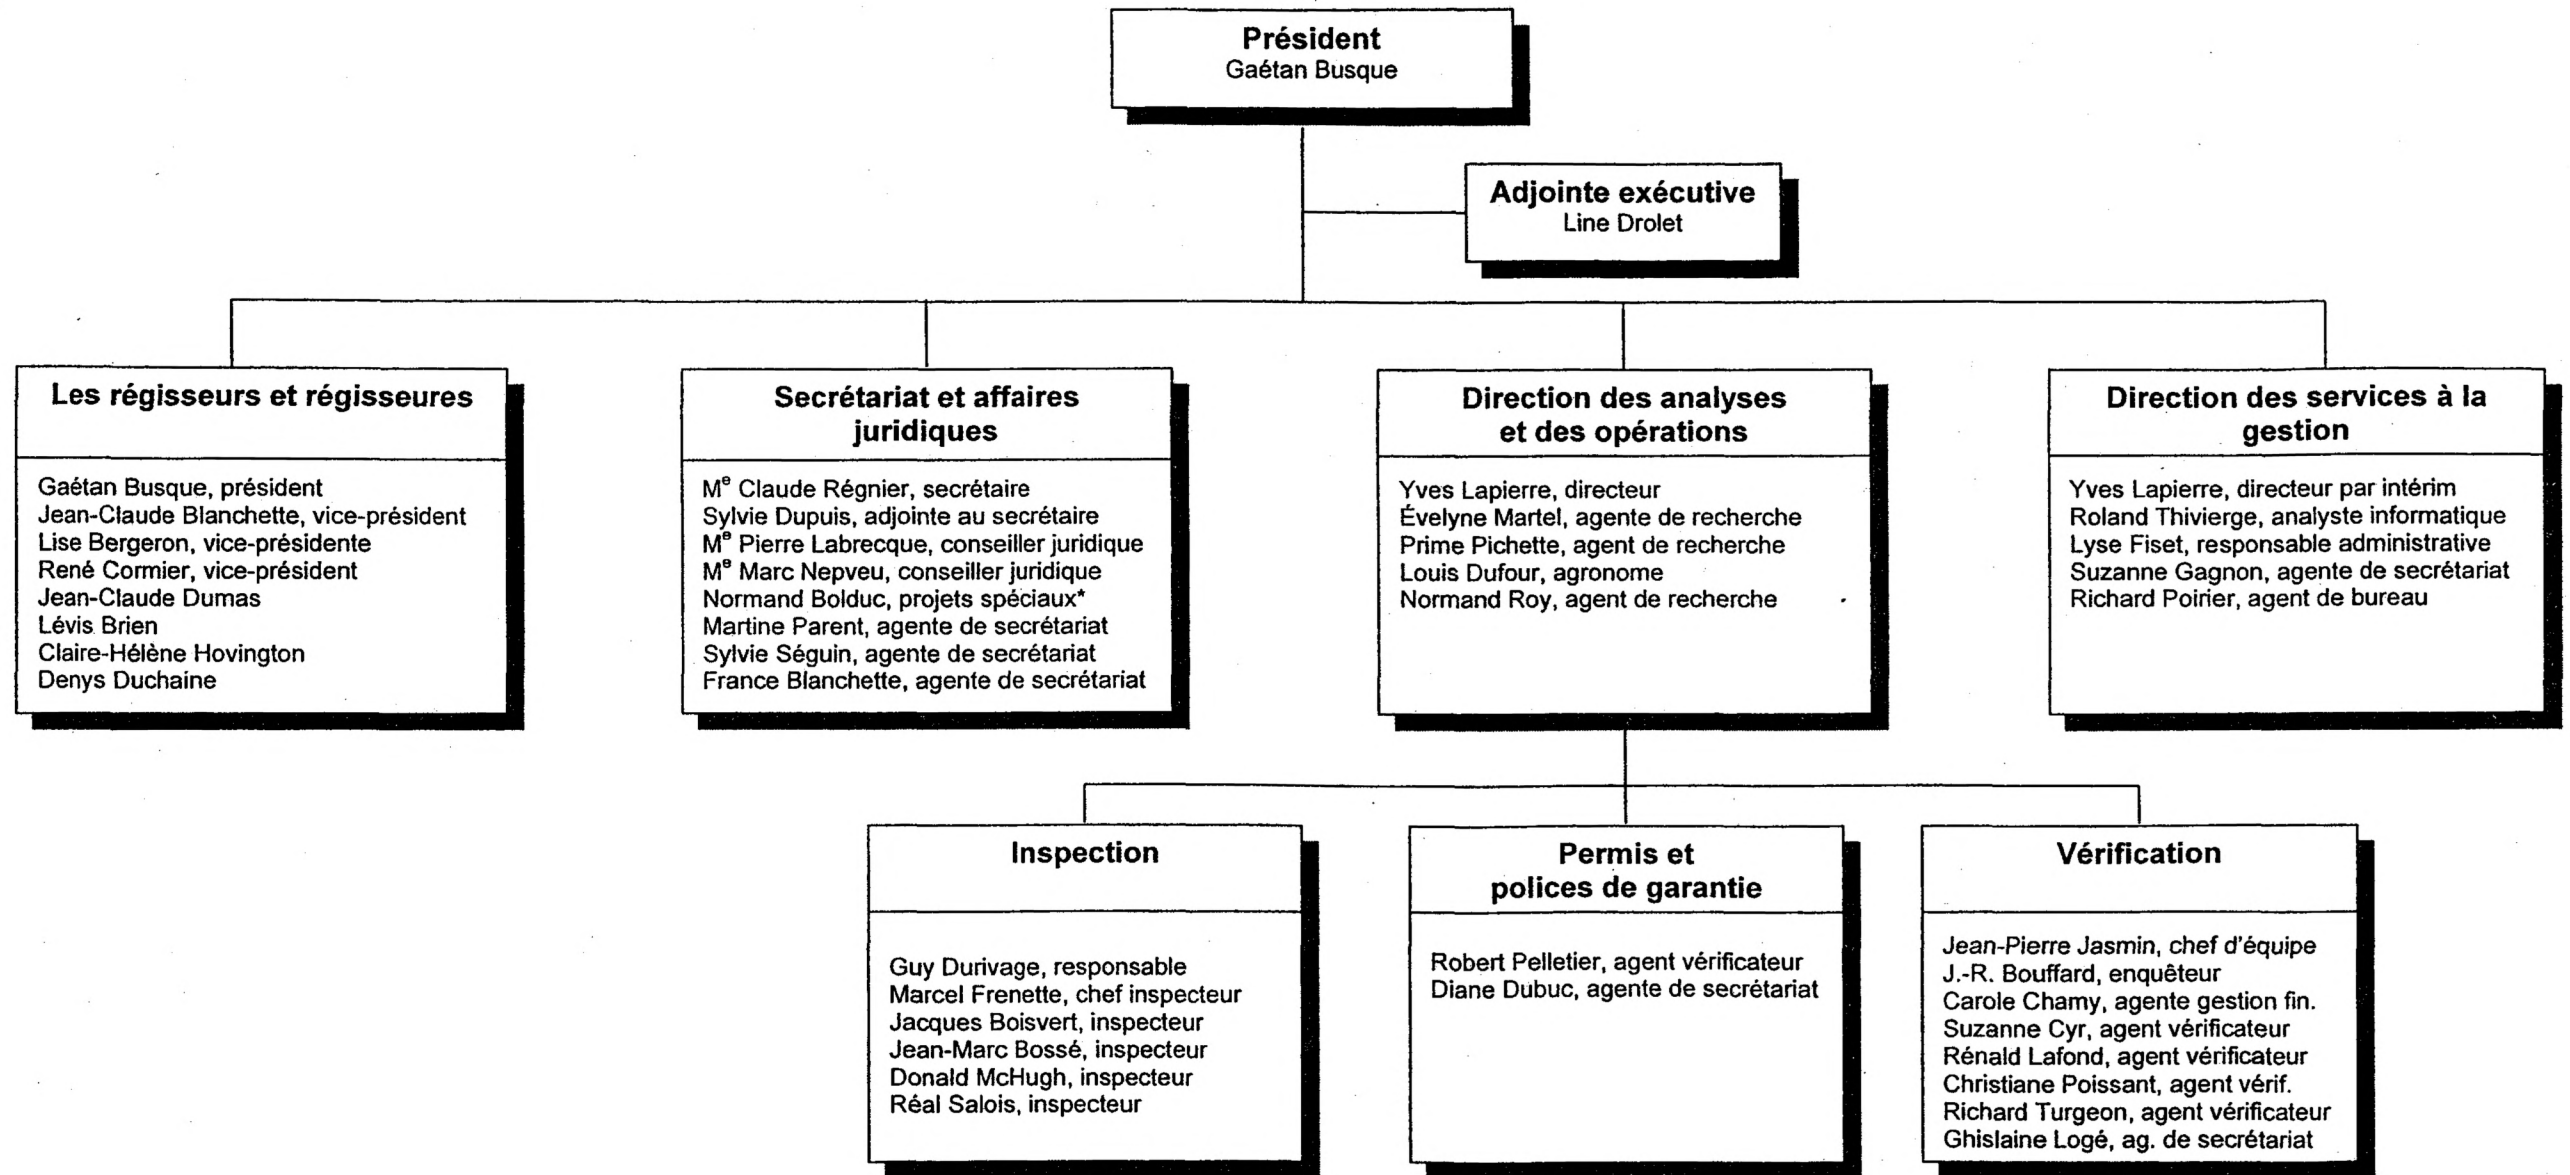 Président
Gaétan Busque
Adjointe exécutive
Line Drolet
Les régisseurs et régisseures
Gaétan Busque, président
Jean-Claude Blanchette, vice-président
Lise Bergeron, vice-présidente
René Cormier, vice-président
Jean-Claude Dumas
Lévis Brien
Claire-Hélène Hovington
Denys Duchaine
Secrétariat et affaires
juridiques
Me Claude Régnier, secrétaire
Sylvie Dupuis, adjointe au secrétaire
Me Pierre Labrecque, conseiller juridique
Me Marc Nepveu, conseiller juridique
Normand Bolduc, projets spéciaux*
Martine Parent, agente de secrétariat
Sylvie Séguin, agente de secrétariat
France Blanchette, agente de secrétariat
Direction des analyses
et des opérations
Yves Lapierre, directeur
Évelyne Martel, agente de recherche
Prime Pichette, agent de recherche
Louis Dufour, agronome
Normand Roy, agent de recherche
Direction des services à la
gestion
Yves Lapierre, directeur par intérim
Roland Thivierge, analyste informatique
Lyse Fiset, responsable administrative
Suzanne Gagnon, agente de secrétariat
Richard Poirier, agent de bureau
Inspection
Guy Durivage, responsable
Marcel Frenette, chef inspecteur
Jacques Boisvert, inspecteur
Jean-Marc Bossé, inspecteur
Donald McHugh, inspecteur
Réal Salois, inspecteur
Permis et
polices de garantie
Robert Pelletier, agent vérificateur
Diane Dubuc, agente de secrétariat
Vérification
Jean-Pierre Jasmin, chef d'équipe
J.-R. Bouffard, enquêteur
Carole Chamy, agente gestion fin.
Suzanne Cyr, agent vérificateur
Rénald Lafond, agent vérificateur
Christiane Poissant, agent vérif.
Richard Turgeon, agent vérificateur
Ghislaine Logé, ag. de secrétariat